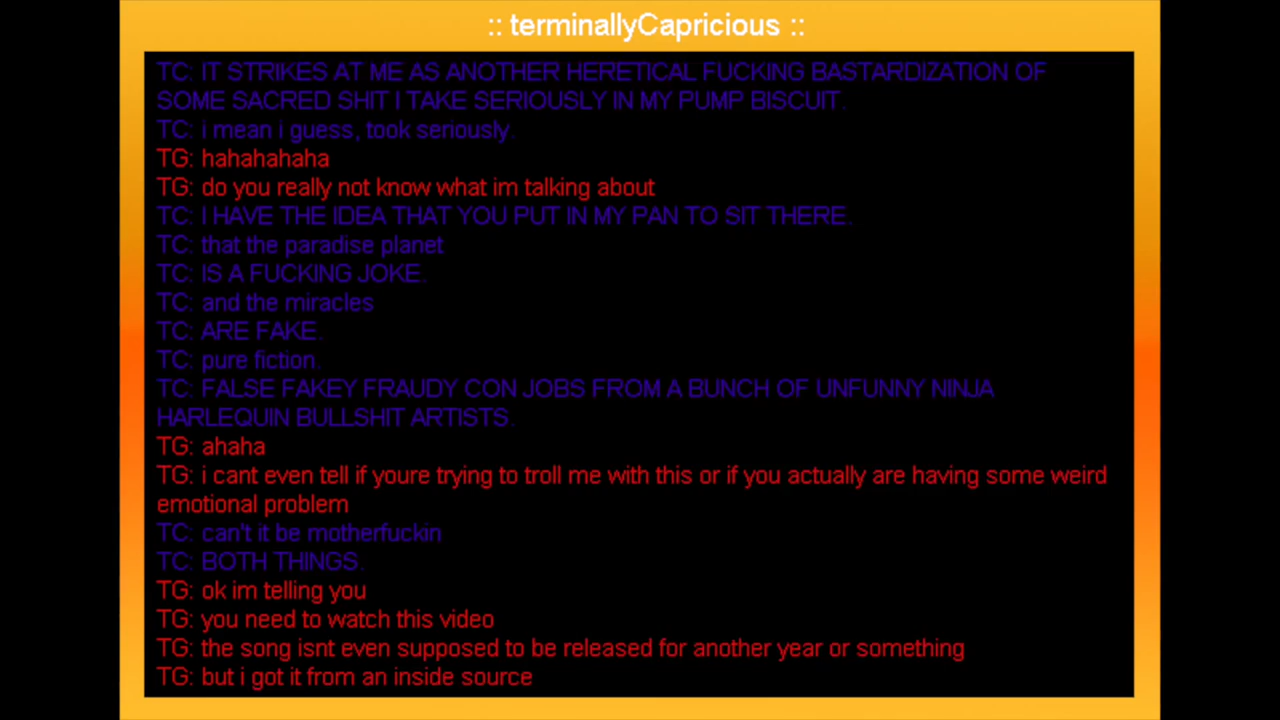 :: terminallyCapricious ::
TC: IT STRIKES AT ME AS ANOTHER HERETICAL FUCKING BASTARDIZATION OF
SOME SACRED SHIT I TAKE SERIOUSLY IN MY PUMP BISCUIT.
TC: i mean i guess, took seriously.
TG: hahahahaha
TG: do you really not know what im talking about
TC: I HAVE THE IDEA THAT YOU PUT IN MY PAN TO SIT THERE.
TC: that the paradise planet
TC: IS A FUCKING JOKE.
TC: and the miracles
TC: ARE FAKE.
TC: pure fiction.
TC: FALSE FAKEY FRAUDY CON JOBS FROM A BUNCH OF UNFUNNY NINJA
HARLEQUIN BULLSHIT ARTISTS.
TG: ahaha
TG: i cant even tell if youre trying to troll me with this or if you actually are having some weird
emotional problem
TC: can't it be motherfuckin
TC: BOTH THINGS.
TG: ok im telling you
TG: you need to watch this video
TG: the song isnt even supposed to be released for another year or something
TG: but i got it from an inside source